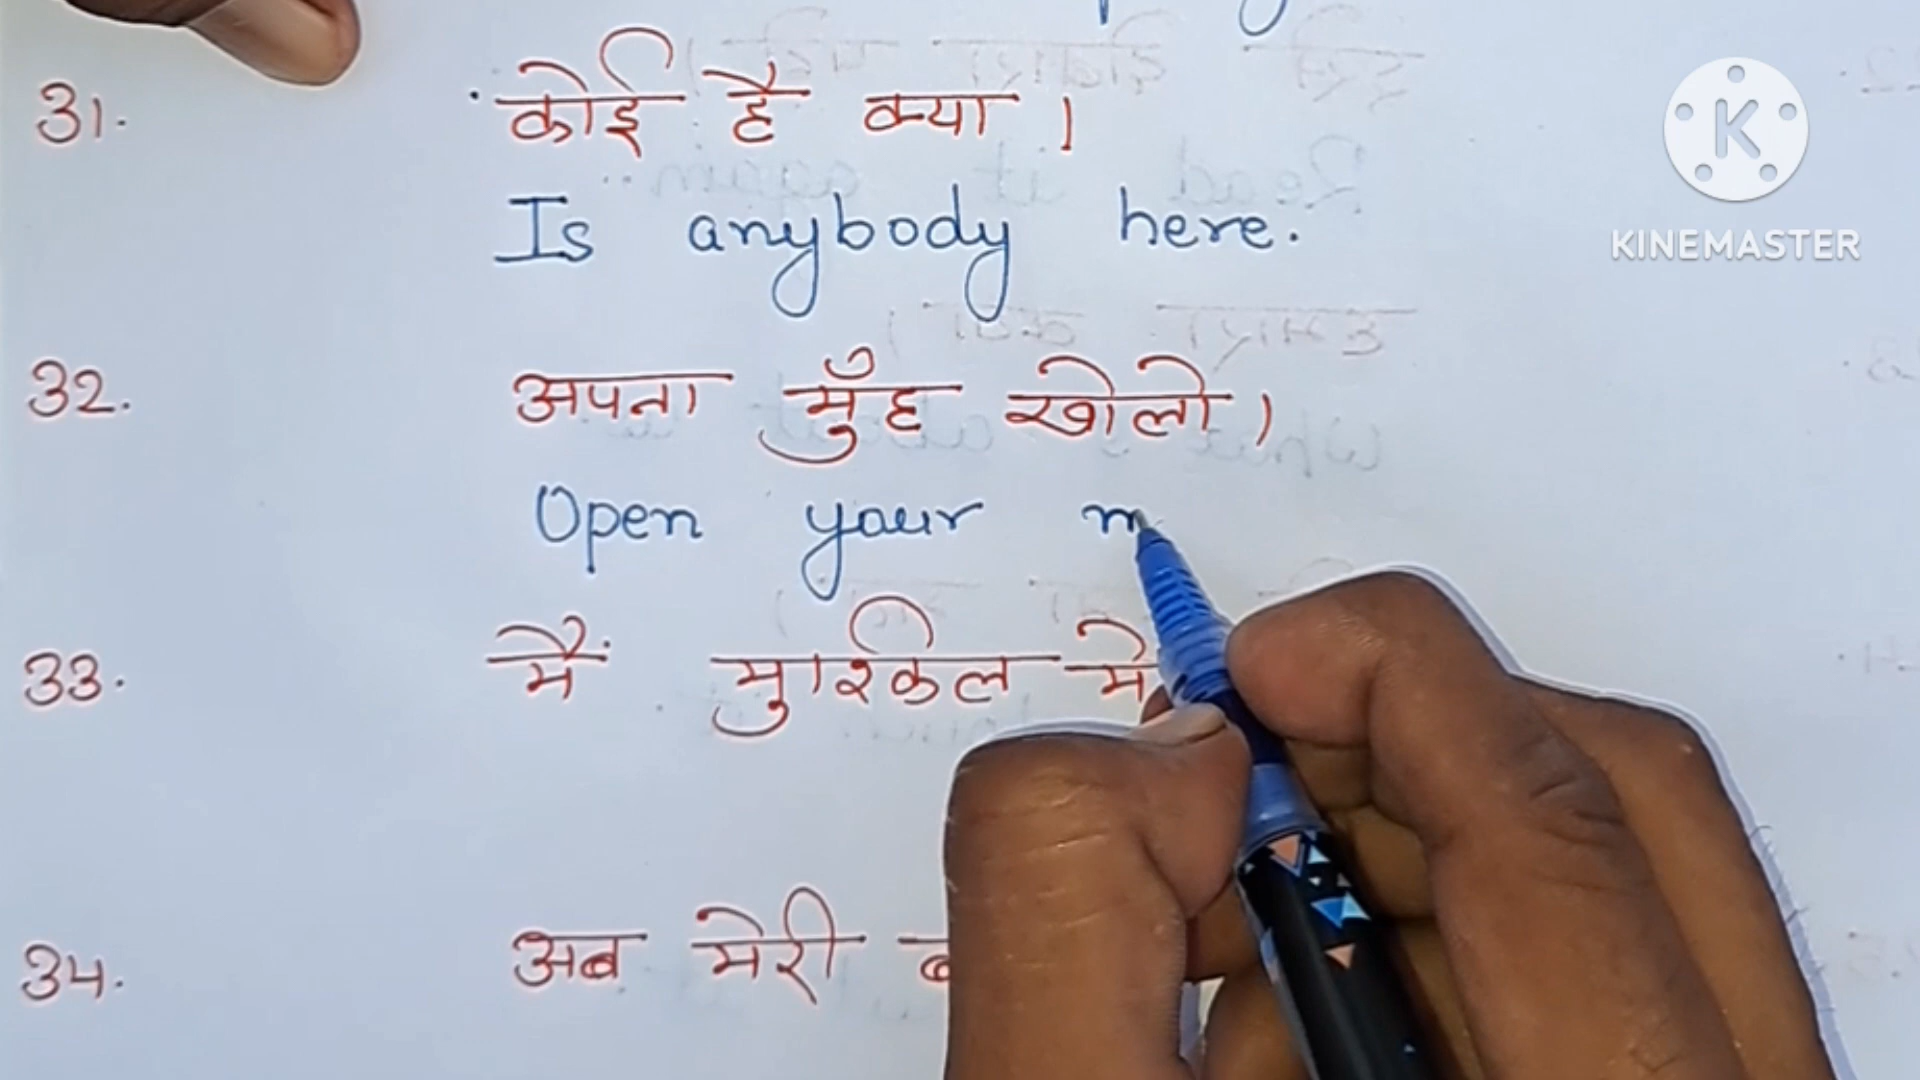 31. कोई है क्या ।
Is anybody here.
32. अपना मुँह खोलो ।
Open your m
33. मैं मुश्किल मे
34. अब मेरी
K
KINEMASTER